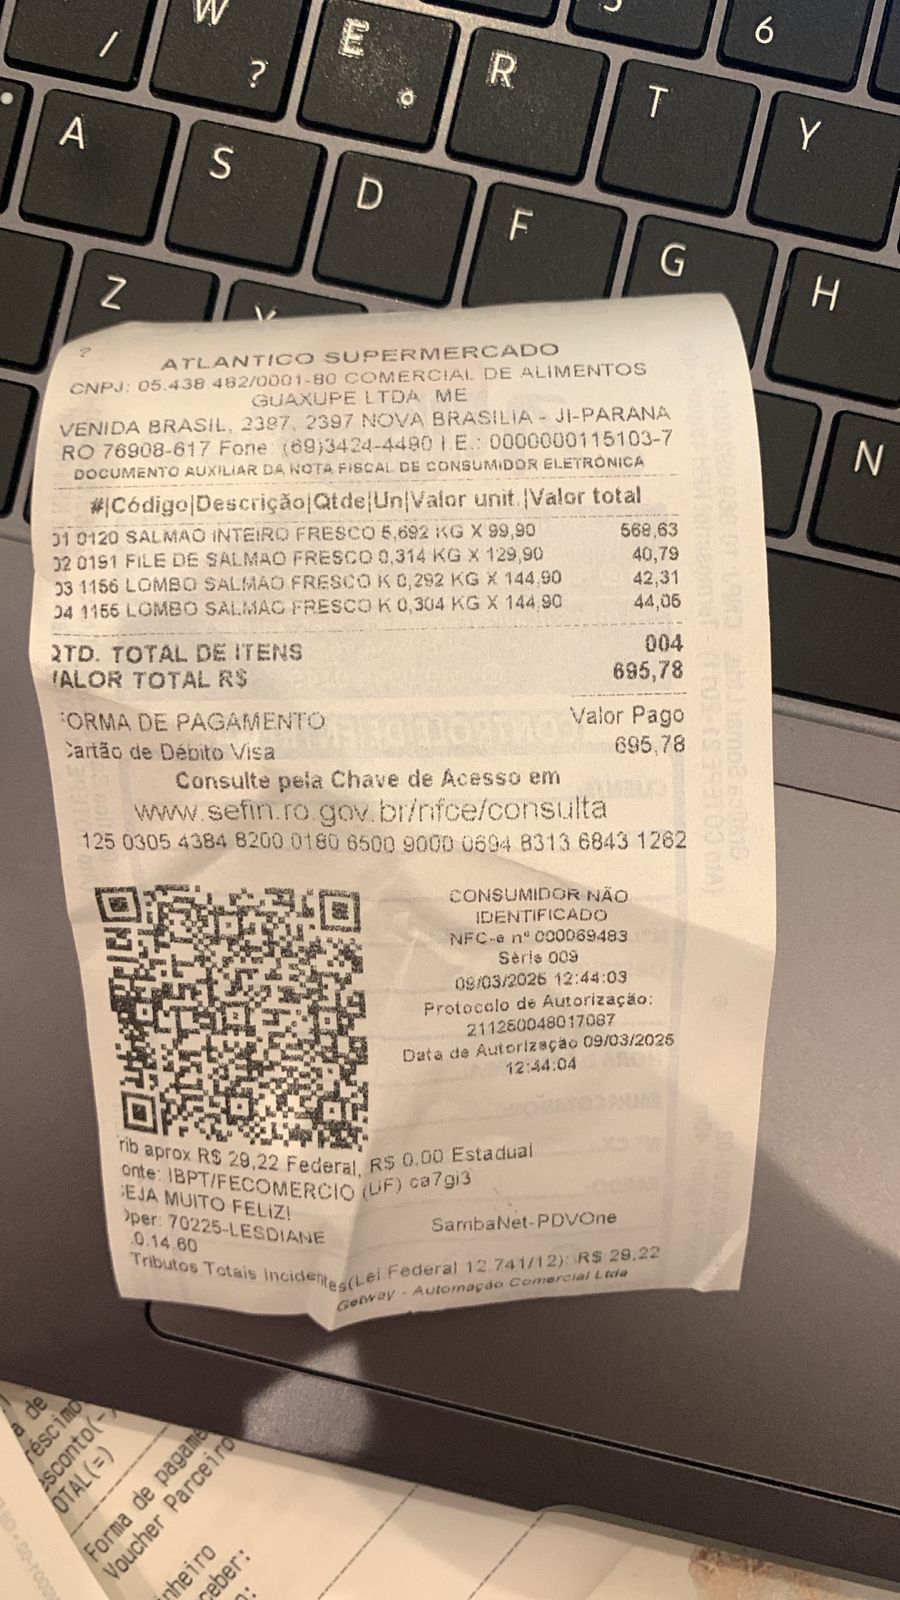 W
E
R
5
6
/
?
T
Y
A
S
D
F
G
H
Z
N
?
ATLANTICO SUPERMERCADO
CNPJ: 05.438.482/0001-80 COMERCIAL DE ALIMENTOS
GUAXUPE LTDA ME
VENIDA BRASIL, 2397, 2397 NOVA BRASILIA - JI-PARANA
RO 76908-617 Fone: (69)3424-4490 I.E.: 0000000115103-7
DOCUMENTO AUXILIAR DA NOTA FISCAL DE CONSUMIDOR ELETRÔNICA
#|Código|Descrição|Qtde|Un|Valor unit.|Valor total
01 0120 SALMAO INTEIRO FRESCO 5,692 KG X 99,90 568,63
02 0191 FILE DE SALMAO FRESCO 0,314 KG X 129,90 40,79
03 1156 LOMBO SALMAO FRESCO K 0,292 KG X 144,90 42,31
04 1156 LOMBO SALMAO FRESCO K 0,304 KG X 144,90 44,05
QTD. TOTAL DE ITENS 004
VALOR TOTAL R$ 695,78
FORMA DE PAGAMENTO Valor Pago
Cartão de Débito Visa 695,78
Consulte pela Chave de Acesso em
www.sefin.ro.gov.br/nfce/consulta
125 0305 4384 8200 0180 6500 9000 0694 8313 6843 1262
CONSUMIDOR NÃO
IDENTIFICADO
NFC-e nº 000069483
Série 009
09/03/2025 12:44:03
Protocolo de Autorização:
211250048017087
Data de Autorização 09/03/2025
12:44:04
rib aprox R$ 29,22 Federal, R$ 0,00 Estadual
onte: IBPT/FECOMERCIO (UF) ca7gi3
SEJA MUITO FELIZ!
Oper: 70225-LESDIANE SambaNet-PDVOne
.0.14.60
Tributos Totais Incidentes(Lei Federal 12.741/12): R$ 29,22
Getway - Automação Comercial Ltda
a de
réscimo
esconto(-)
OTAL(=)
Forma de pagame
Voucher Parceiro
nheiro
ceber: